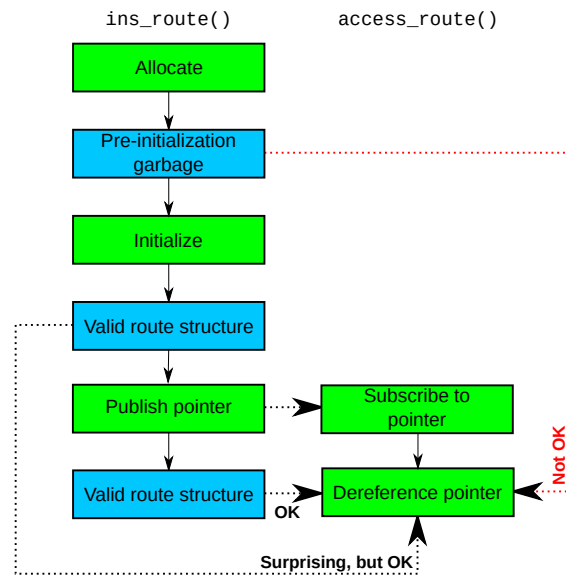 ins_route()
access_route()
Allocate
Pre-initialization
garbage
Initialize
Valid route structure
Publish pointer
Subscribe to
pointer
Valid route structure
OK
Dereference pointer
Not OK
Surprising, but OK